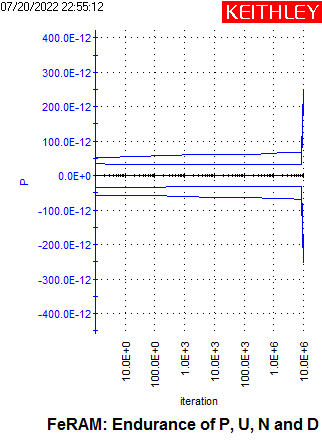 07/20/2022 22:55:12
KEITHLEY
400.0E-12
300.0E-12
200.0E-12
100.0E-12
0.0E+0
-100.0E-12
-200.0E-12
-300.0E-12
-400.0E-12
P
10.0E+0
100.0E+0
1.0E+3
10.0E+3
100.0E+3
1.0E+6
10.0E+6
iteration
FeRAM: Endurance of P, U, N and D